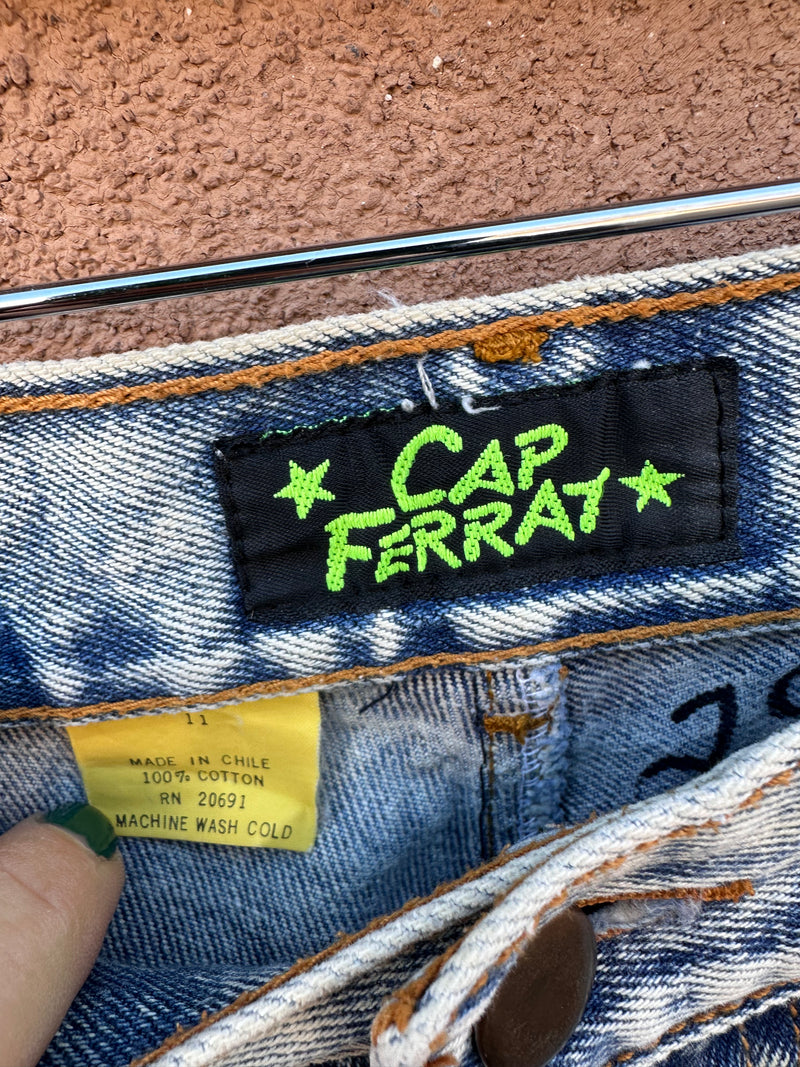 CAP
FERRAT
11
MADE IN CHILE
100% COTTON
RN 20691
MACHINE WASH COLD